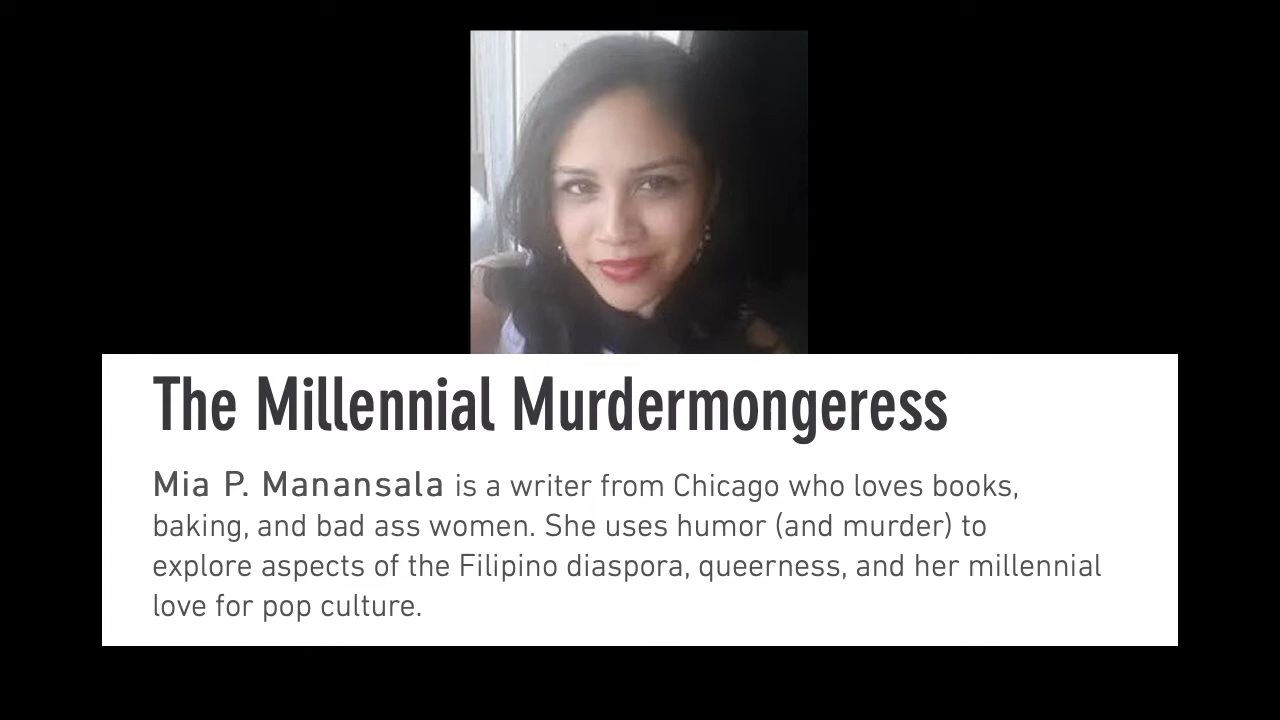 The Millennial Murdermongeress
Mia P. Manansala is a writer from Chicago who loves books,
baking, and bad ass women. She uses humor (and murder) to
explore aspects of the Filipino diaspora, queerness, and her millennial
love for pop culture.